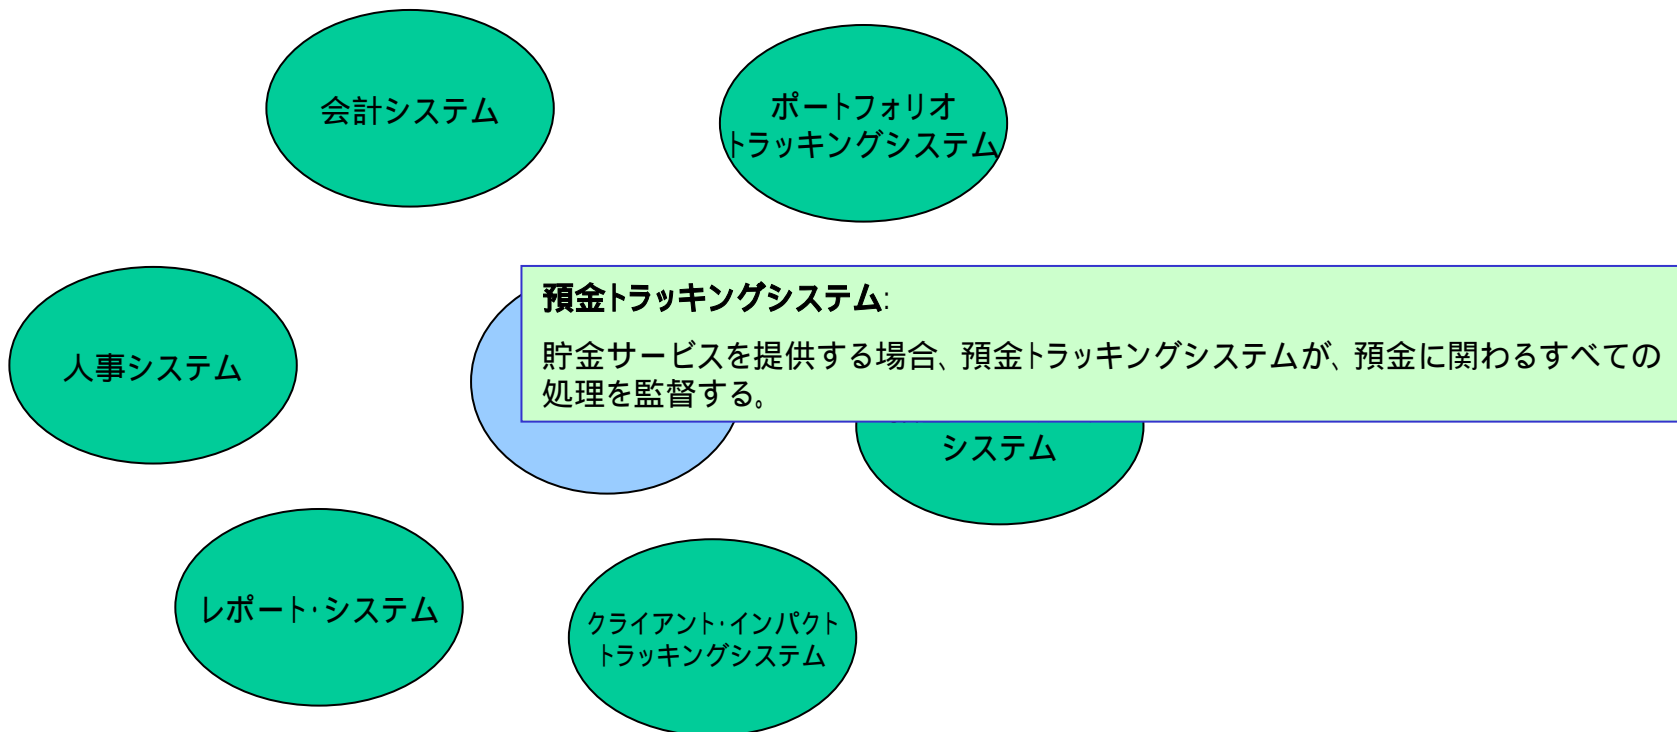 会計システム
ポートフォリオ
トラッキングシステム
預金トラッキングシステム:
貯金サービスを提供する場合、預金トラッキングシステムが、預金に関わるすべての
処理を監督する。
人事システム
システム
レポート・システム
クライアント・インパクト
トラッキングシステム